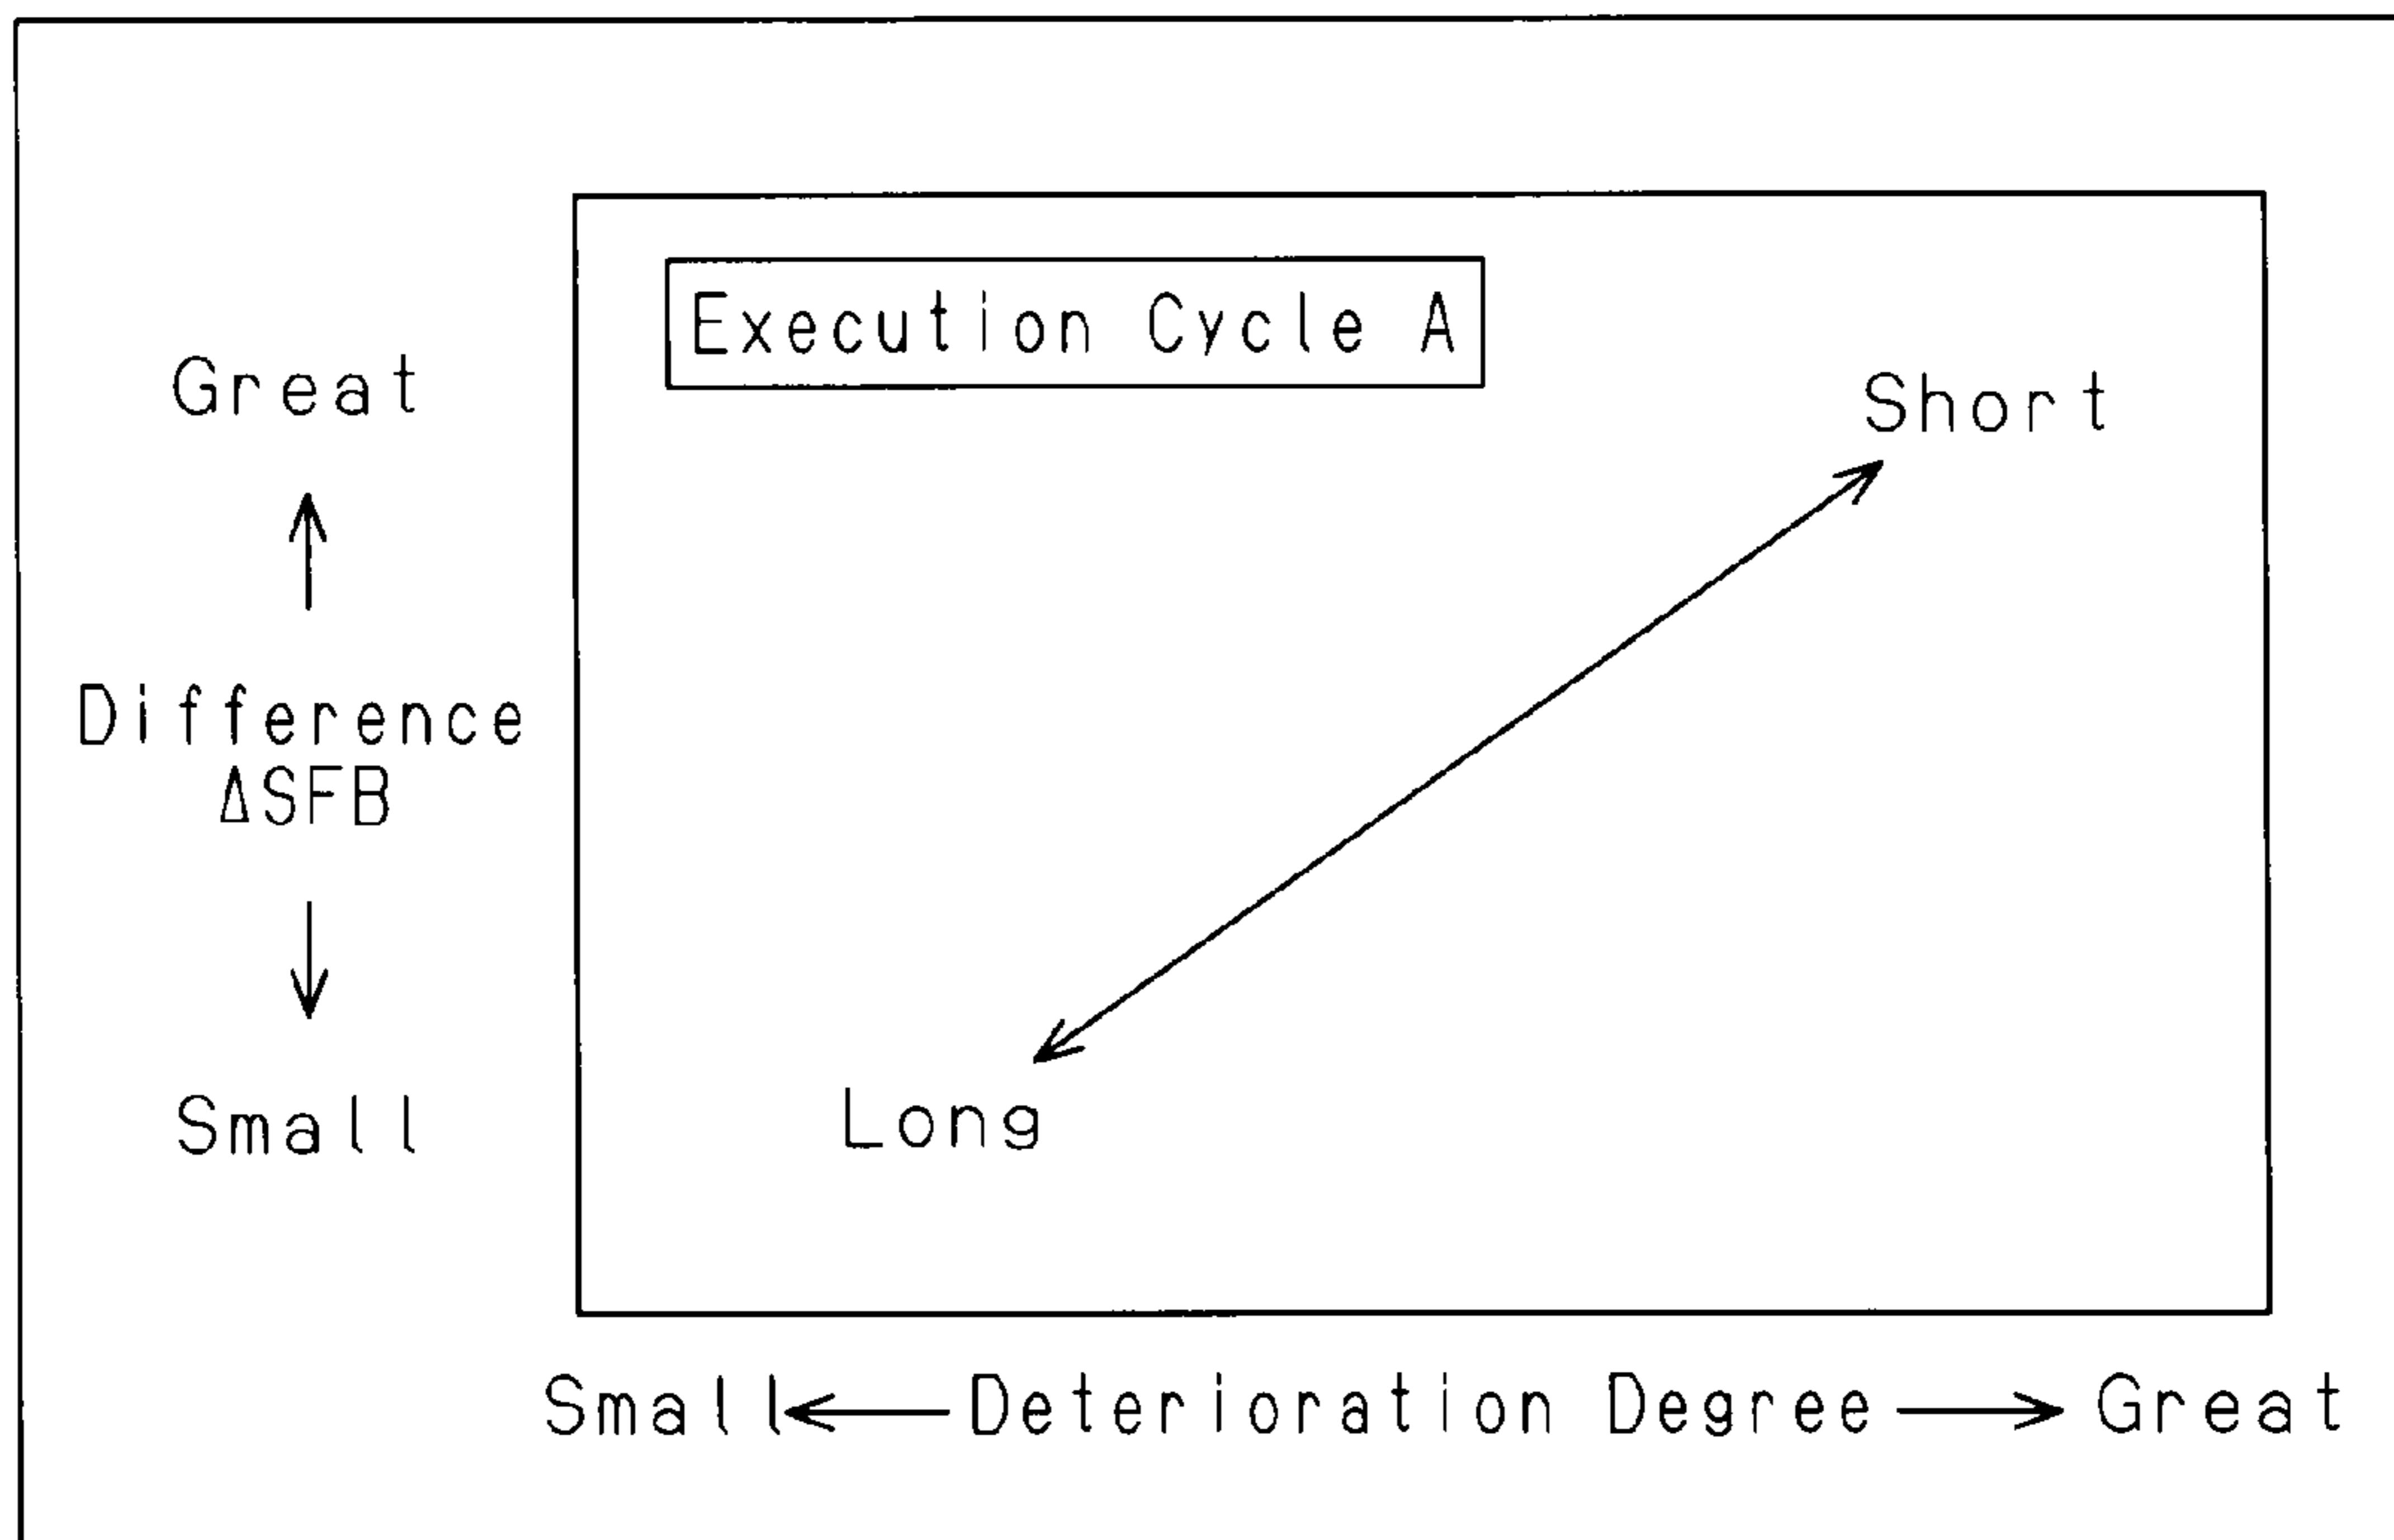 Execution Cycle A
Great
Short
Difference
ΔSFB
Long
Small
Small Deterioration Degree Great